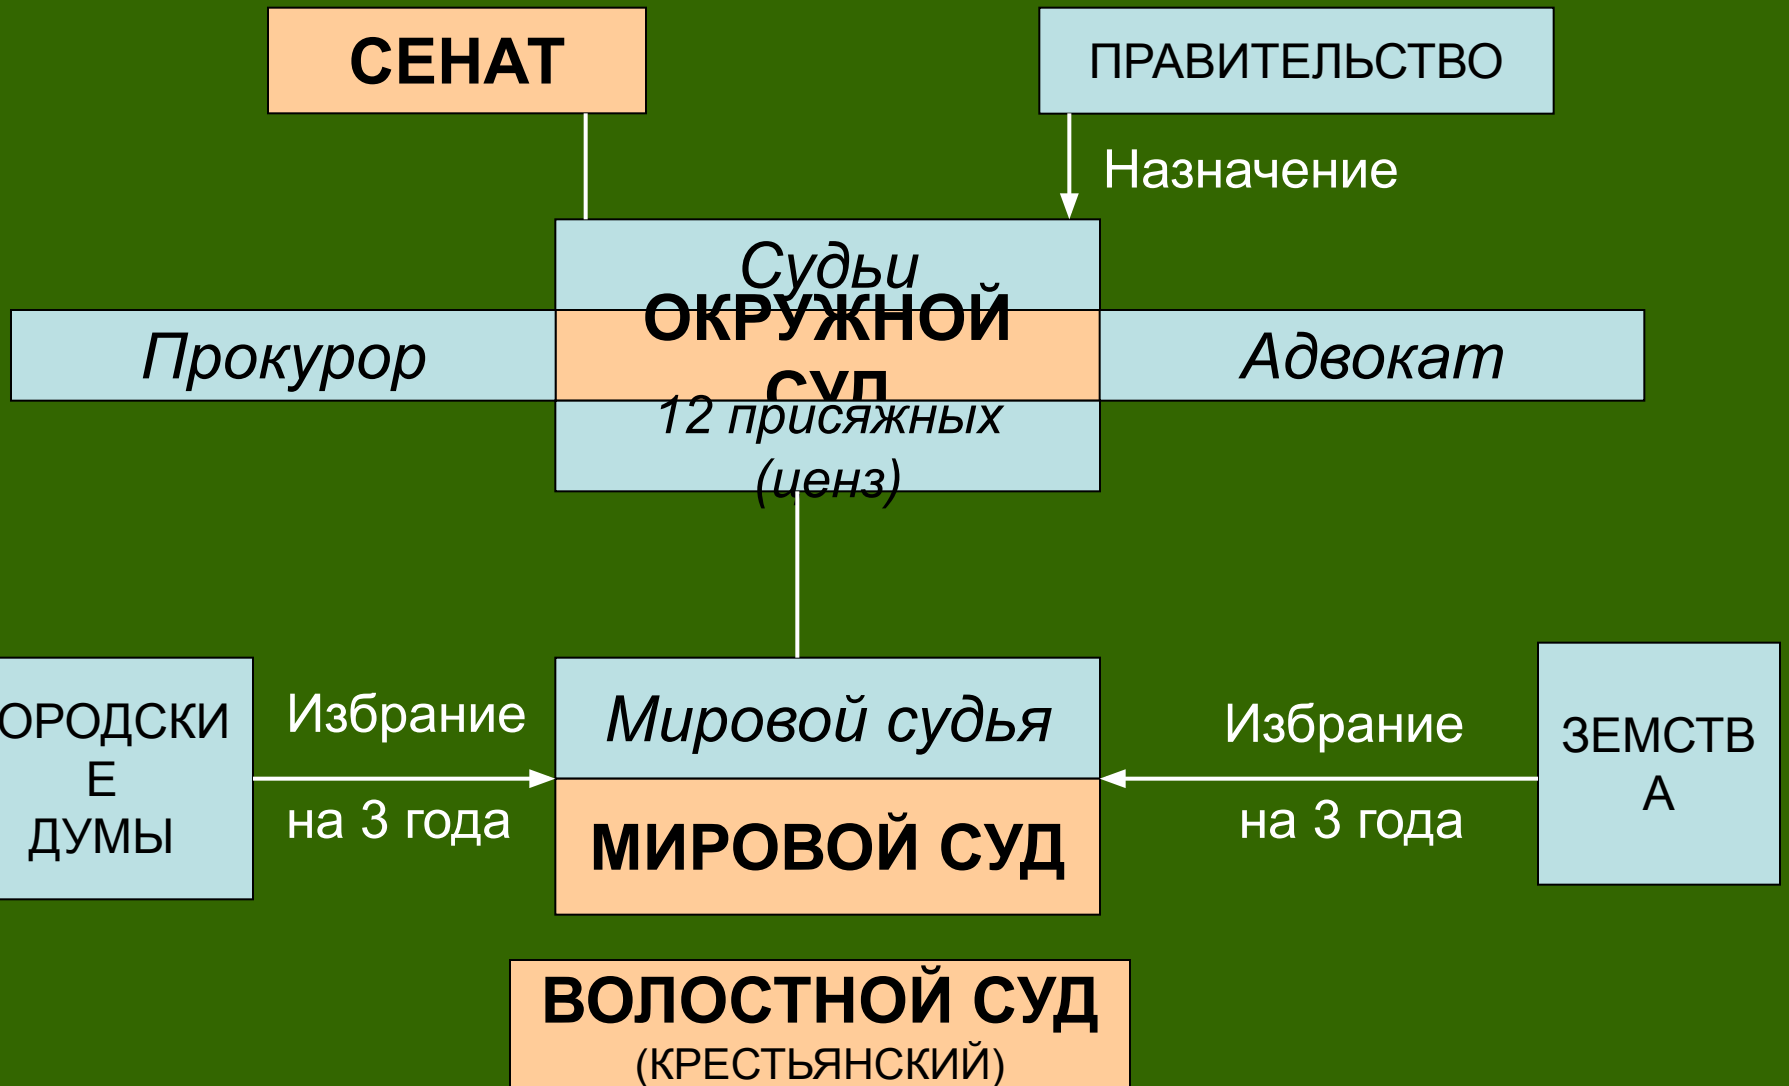 СЕНАТ
ПРАВИТЕЛЬСТВО
Назначение
Судьи
ОКРУЖНОЙ
СУД
Прокурор
Адвокат
12 присяжных
(ценз)
ОРОДСКИ
Е
ДУМЫ
Избрание
на 3 года
Мировой судья
МИРОВОЙ СУД
Избрание
на 3 года
ЗЕМСТВ
А
ВОЛОСТНОЙ СУД
(КРЕСТЬЯНСКИЙ)